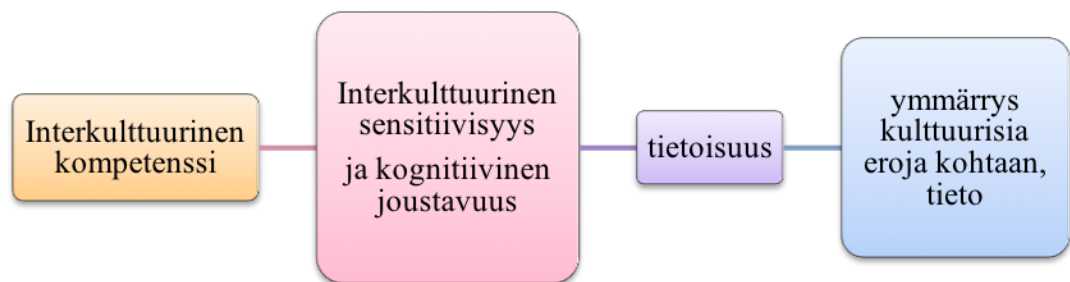 Interkulttuurinen
kompetenssi
Interkulttuurinen
sensitiivisyys
ja kognitiivinen
joustavuus
tietoisuus
ymmärrys
kulttuurisia
eroja kohtaan,
tieto